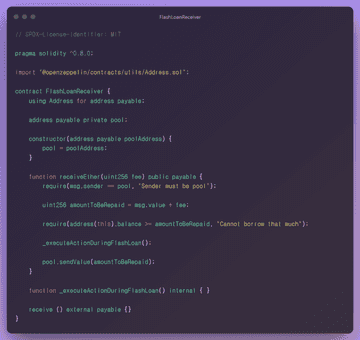 FlashLoanReceiver
// SPDX-License-Identifier: MIT
pragma solidity ^0.8.0;
import "@openzeppelin/contracts/utils/Address.sol";
contract FlashLoanReceiver {
using Address for address payable;
address payable private pool;
constructor(address payable poolAddress) {
pool = poolAddress;
}
function receiveEther(uint256 fee) public payable {
require(msg.sender == pool, "Sender must be pool");
uint256 amountToBeRepaid = msg.value + fee;
require(address(this).balance >= amountToBeRepaid, "Cannot borrow that much");
_executeActionDuringFlashLoan();
pool.sendValue(amountToBeRepaid);
}
function _executeActionDuringFlashLoan() internal { }
receive () external payable {}
}